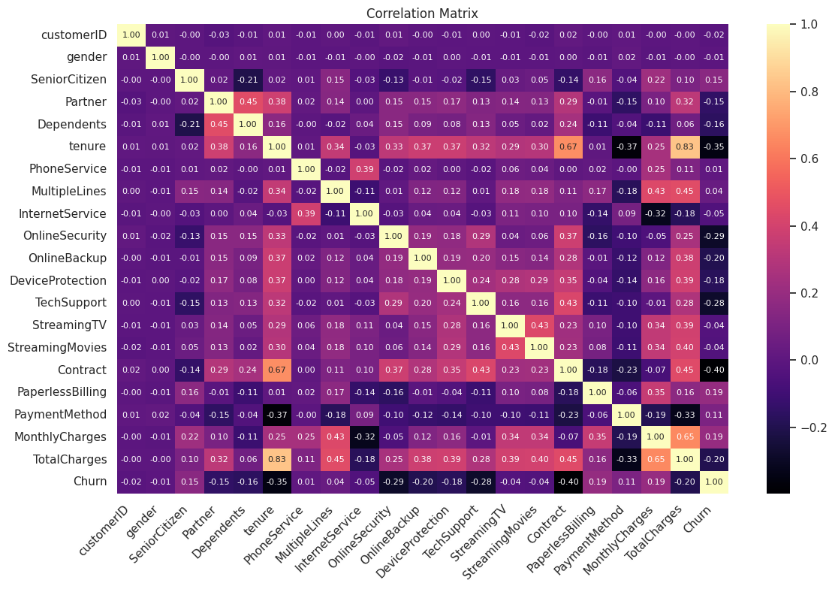 Correlation Matrix
customerID 1.00 0.01 -0.00 -0.03 -0.01 0.01 -0.01 0.00 -0.01 0.01 -0.01 -0.00 0.00 -0.01 -0.02 0.02 -0.00 0.01 -0.00 -0.00 -0.02
gender 0.01 1.00 -0.00 -0.00 0.01 0.01 -0.01 -0.01 -0.00 -0.02 -0.01 0.00 -0.01 -0.01 -0.01 0.00 -0.01 0.02 -0.01 -0.00 -0.01
SeniorCitizen -0.00 -0.00 1.00 0.02 -0.21 0.02 0.01 0.15 -0.03 -0.13 -0.01 -0.02 -0.15 0.03 0.05 -0.14 0.16 -0.04 0.22 0.10 0.15
Partner -0.03 -0.00 0.02 1.00 0.45 0.38 0.02 0.14 0.00 0.15 0.15 0.17 0.13 0.14 0.13 0.29 -0.01 -0.15 0.10 0.32 -0.15
Dependents -0.01 0.01 -0.21 0.45 1.00 0.16 -0.00 -0.02 0.04 0.15 0.09 0.08 0.13 0.05 0.02 0.24 -0.11 -0.04 -0.11 0.06 -0.16
tenure 0.01 0.01 0.02 0.38 0.16 1.00 0.01 0.34 -0.03 0.33 0.37 0.37 0.32 0.29 0.30 0.67 0.01 -0.37 0.25 0.83 -0.35
PhoneService -0.01 -0.01 0.01 0.02 -0.00 0.01 1.00 -0.02 0.39 -0.02 0.02 0.00 -0.02 0.06 0.04 0.00 0.02 -0.00 0.25 0.11 0.01
MultipleLines 0.00 -0.01 0.15 0.14 -0.02 0.34 -0.02 1.00 -0.11 0.01 0.12 0.12 0.01 0.18 0.18 0.11 0.17 -0.18 0.43 0.45 0.04
InternetService -0.01 -0.00 -0.03 0.00 0.04 -0.03 0.39 -0.11 1.00 -0.03 0.04 0.04 -0.03 0.11 0.10 0.10 -0.14 0.09 -0.32 -0.18 -0.05
OnlineSecurity 0.01 -0.02 -0.13 0.15 0.15 0.33 -0.02 0.01 -0.03 1.00 0.19 0.18 0.29 0.04 0.06 0.37 -0.16 -0.10 -0.05 0.25 -0.29
OnlineBackup -0.01 -0.01 -0.01 0.15 0.09 0.37 0.02 0.12 0.04 0.19 1.00 0.19 0.20 0.15 0.14 0.28 -0.01 -0.12 0.12 0.38 -0.20
DeviceProtection -0.01 0.00 -0.02 0.17 0.08 0.37 0.00 0.12 0.04 0.18 0.19 1.00 0.24 0.28 0.29 0.35 -0.04 -0.14 0.16 0.39 -0.18
TechSupport 0.00 -0.01 -0.15 0.13 0.13 0.32 -0.02 0.01 -0.03 0.29 0.20 0.24 1.00 0.16 0.16 0.43 -0.11 -0.10 -0.01 0.28 -0.28
StreamingTV -0.01 -0.01 0.03 0.14 0.05 0.29 0.06 0.18 0.11 0.04 0.15 0.28 0.16 1.00 0.43 0.23 0.10 -0.10 0.34 0.39 -0.04
StreamingMovies -0.02 -0.01 0.05 0.13 0.02 0.30 0.04 0.18 0.10 0.06 0.14 0.29 0.16 0.43 1.00 0.23 0.08 -0.11 0.34 0.40 -0.04
Contract 0.02 0.00 -0.14 0.29 0.24 0.67 0.00 0.11 0.10 0.37 0.28 0.35 0.43 0.23 0.23 1.00 -0.18 -0.23 -0.07 0.45 -0.40
PaperlessBilling -0.00 -0.01 0.16 -0.01 -0.11 0.01 0.02 0.17 -0.14 -0.16 -0.01 -0.04 -0.11 0.10 0.08 -0.18 1.00 -0.06 0.35 0.16 0.19
PaymentMethod 0.01 0.02 -0.04 -0.15 -0.04 -0.37 -0.00 -0.18 0.09 -0.10 -0.12 -0.14 -0.10 -0.10 -0.11 -0.23 -0.06 1.00 -0.19 -0.33 0.11
MonthlyCharges -0.00 -0.01 0.22 0.10 -0.11 0.25 0.25 0.43 -0.32 -0.05 0.12 0.16 -0.01 0.34 0.34 -0.07 0.35 -0.19 1.00 0.65 0.19
TotalCharges -0.00 -0.00 0.10 0.32 0.06 0.83 0.11 0.45 -0.18 0.25 0.38 0.39 0.28 0.39 0.40 0.45 0.16 -0.33 0.65 1.00 -0.20
Churn -0.02 -0.01 0.15 -0.15 -0.16 -0.35 0.01 0.04 -0.05 -0.29 -0.20 -0.18 -0.28 -0.04 -0.04 -0.40 0.19 0.11 0.19 -0.20 1.00
customerID gender SeniorCitizen Partner Dependents tenure PhoneService MultipleLines InternetService OnlineSecurity OnlineBackup DeviceProtection TechSupport StreamingTV StreamingMovies Contract PaperlessBilling PaymentMethod MonthlyCharges TotalCharges Churn
1.0
0.8
0.6
0.4
0.2
0.0
−0.2